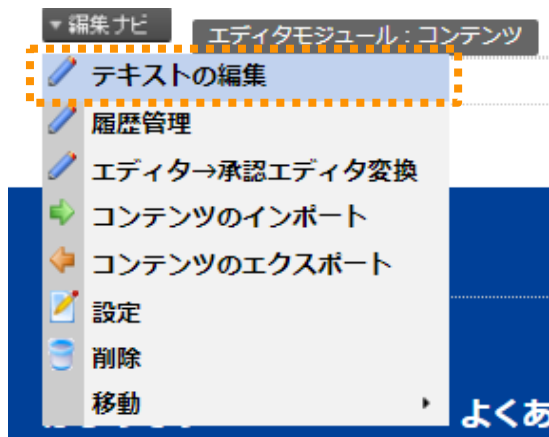 ▼編集ナビ
エディタモジュール：コンテンツ
テキストの編集
履歴管理
エディタ→承認エディタ変換
コンテンツのインポート
コンテンツのエクスポート
設定
削除
移動
よくあ